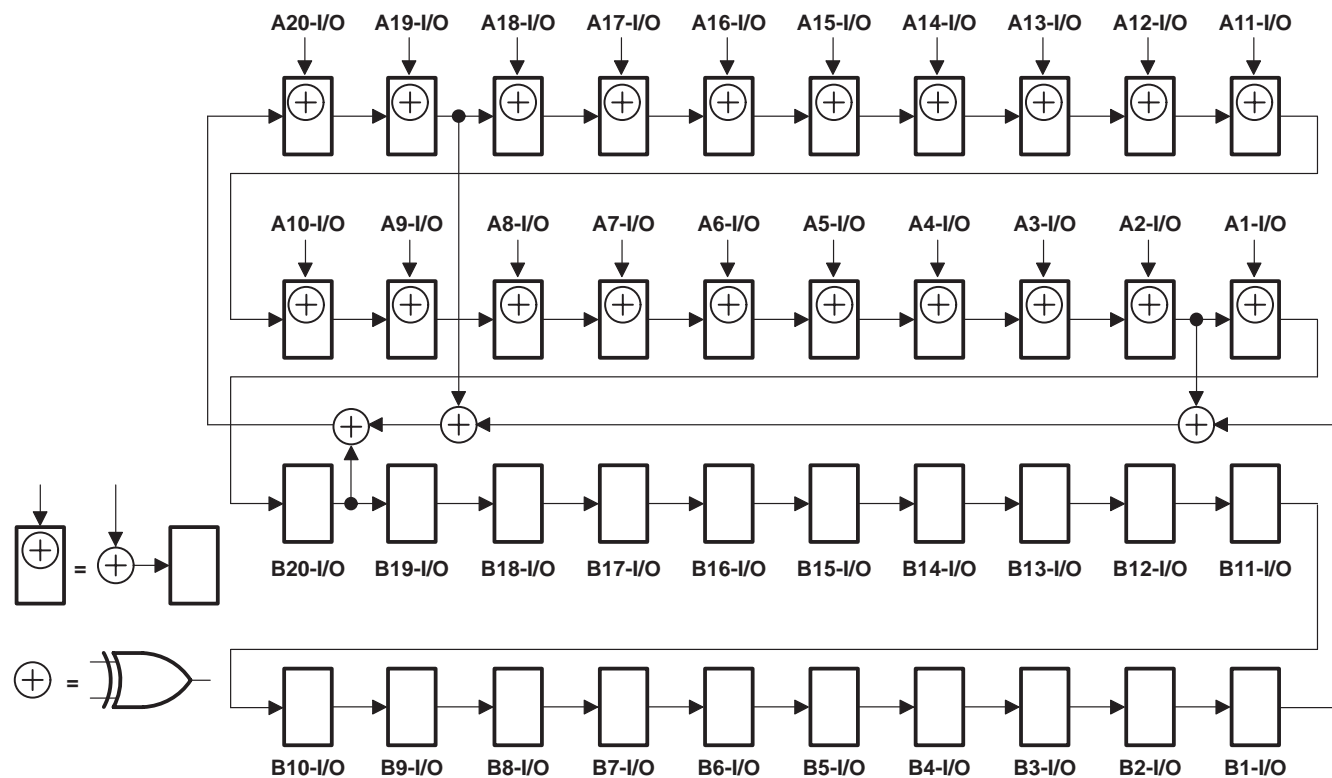 A20-I/O A19-I/O A18-I/O A17-I/O A16-I/O A15-I/O A14-I/O A13-I/O A12-I/O A11-I/O
A10-I/O A9-I/O A8-I/O A7-I/O A6-I/O A5-I/O A4-I/O A3-I/O A2-I/O A1-I/O
=
B20-I/O B19-I/O B18-I/O B17-I/O B16-I/O B15-I/O B14-I/O B13-I/O B12-I/O B11-I/O
=
B10-I/O B9-I/O B8-I/O B7-I/O B6-I/O B5-I/O B4-I/O B3-I/O B2-I/O B1-I/O